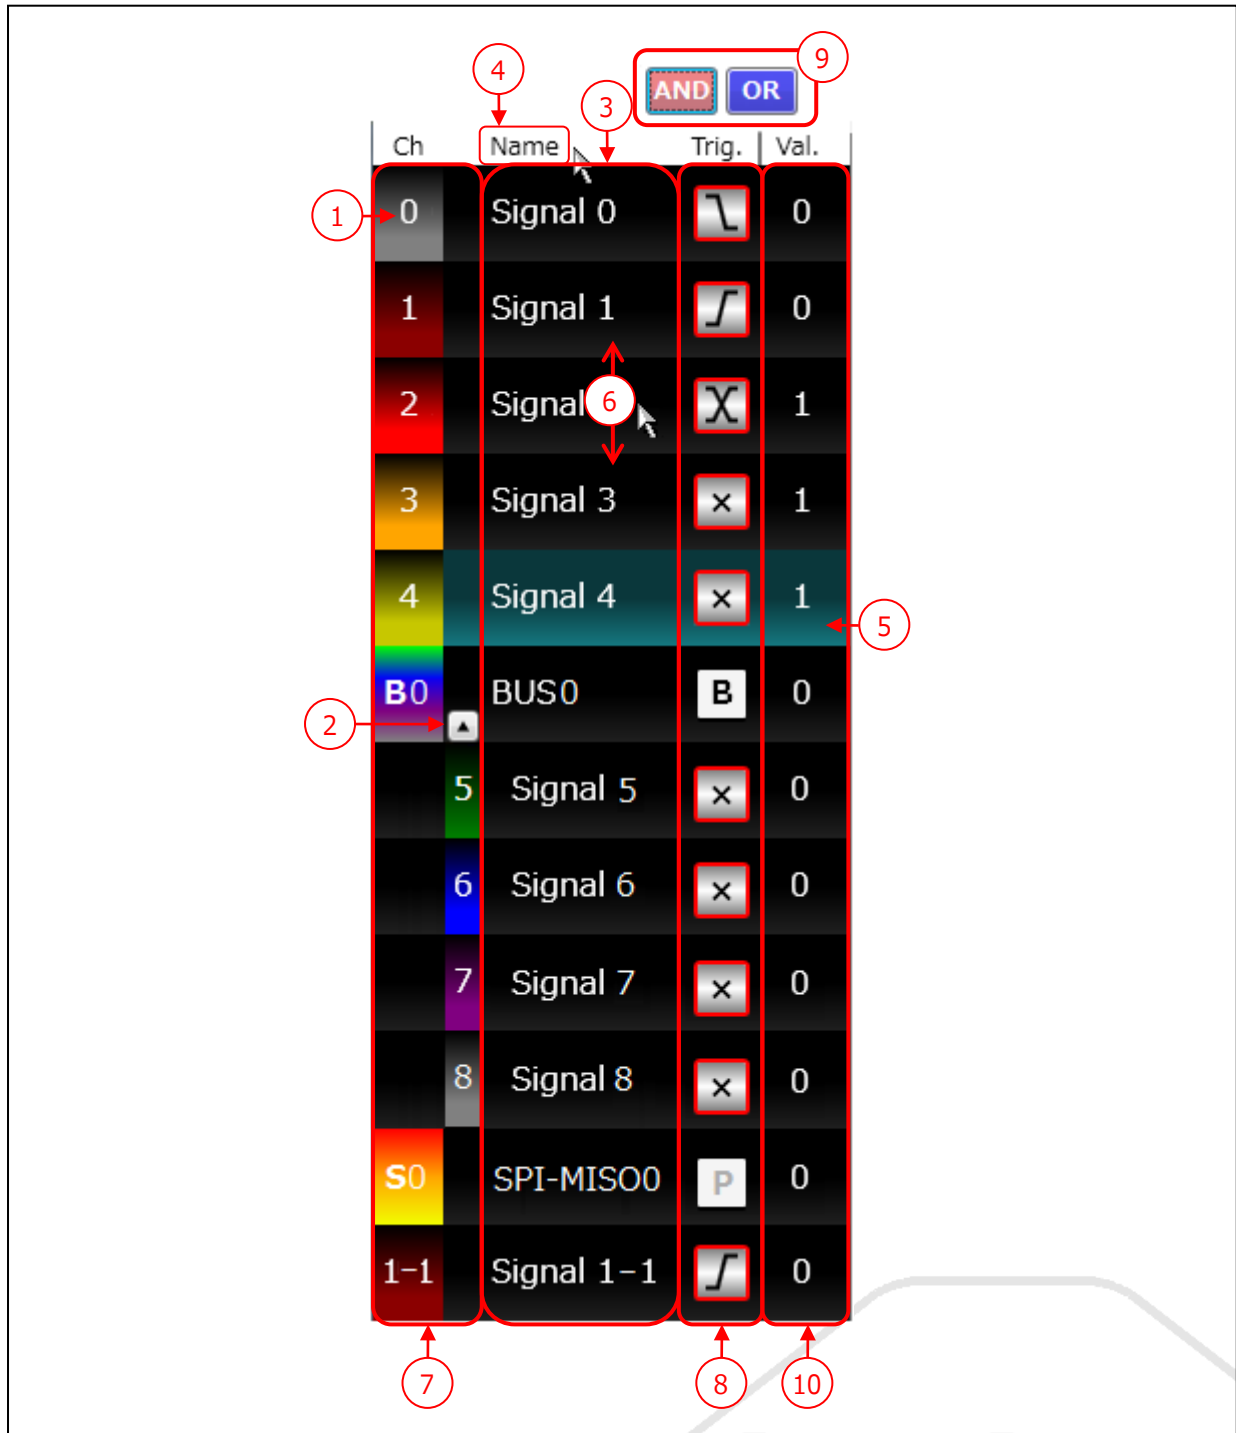 4
9
3
AND OR
Ch Name Trig. Val.
1
0 Signal 0 0
1 Signal 1 0
2 Signal 6 1
3 Signal 3 × 1
4 Signal 4 × 1
5
B0 BUS0 B 0
2
5 Signal 5 × 0
6 Signal 6 × 0
7 Signal 7 × 0
8 Signal 8 × 0
S0 SPI-MISO0 P 0
1-1 Signal 1-1 0
7 8 10